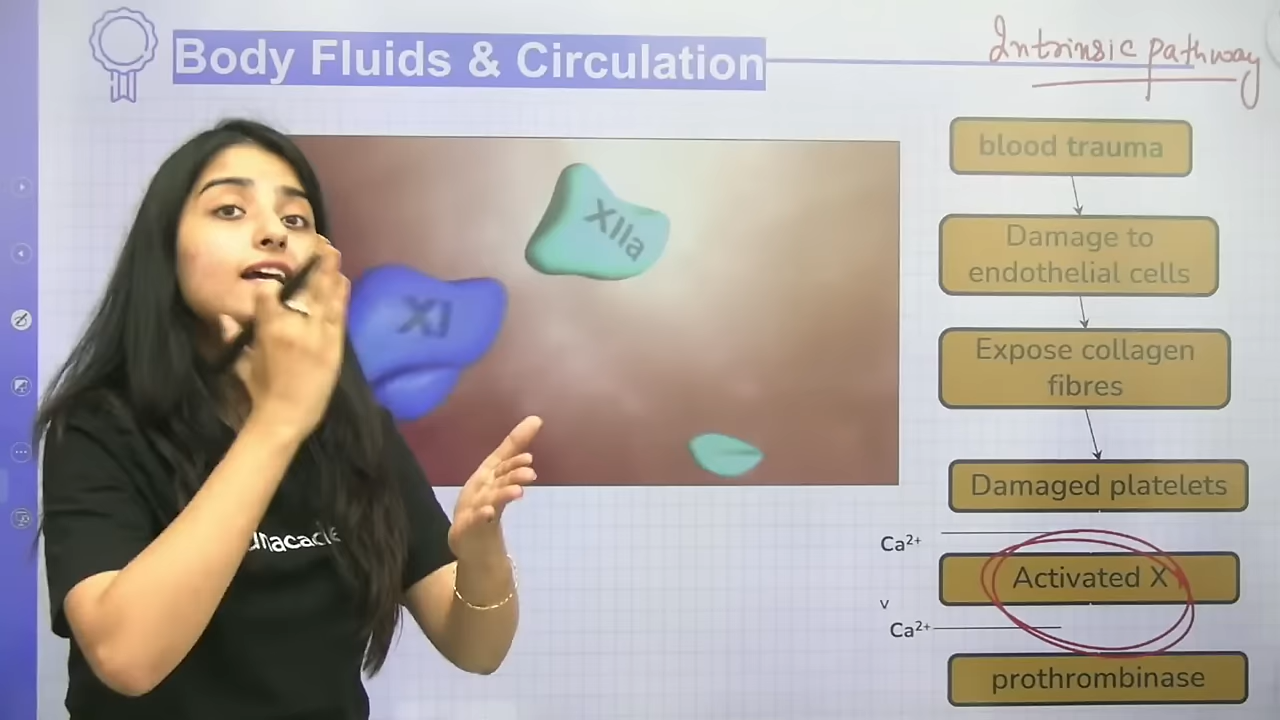 Body Fluids & Circulation
Intrinsic pathway
blood trauma
Damage to
endothelial cells
Expose collagen
fibres
Damaged platelets
Ca²⁺
Activated X
v
Ca²⁺
prothrombinase
XIIa
XI